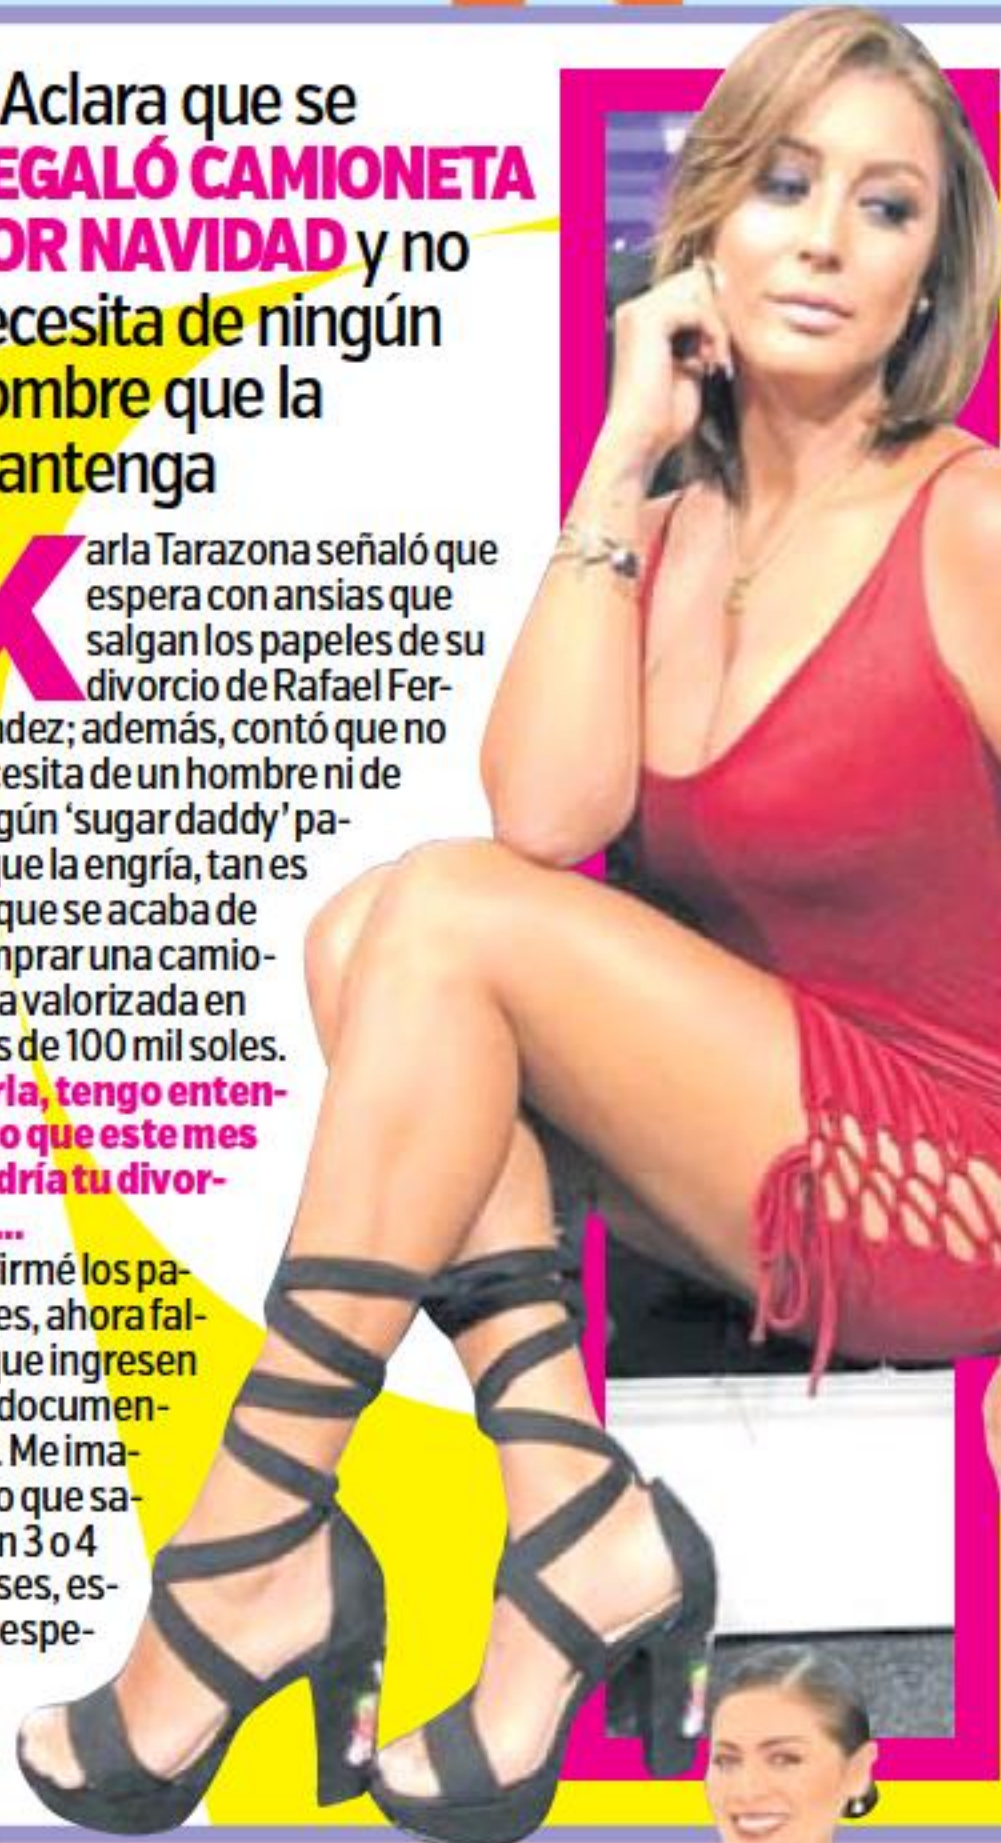 Aclara que se
EGALÓ CAMIONETA
OR NAVIDAD y no
ecesita de ningún
ombre que la
antenga
Karla Tarazona señaló que
espera con ansias que
salgan los papeles de su
divorcio de Rafael Fer-
ndez; además, contó que no
cesita de un hombre ni de
gún ‘sugar daddy’ pa-
ue la engría, tan es
que se acaba de
mprar una camio-
a valorizada en
s de 100 mil soles.
rla, tengo enten-
o que este mes
dría tu divor-
...
irmé los pa-
es, ahora fal-
ue ingresen
documen-
. Me ima-
o que sa-
n 3 o 4
ses, es-
espe-